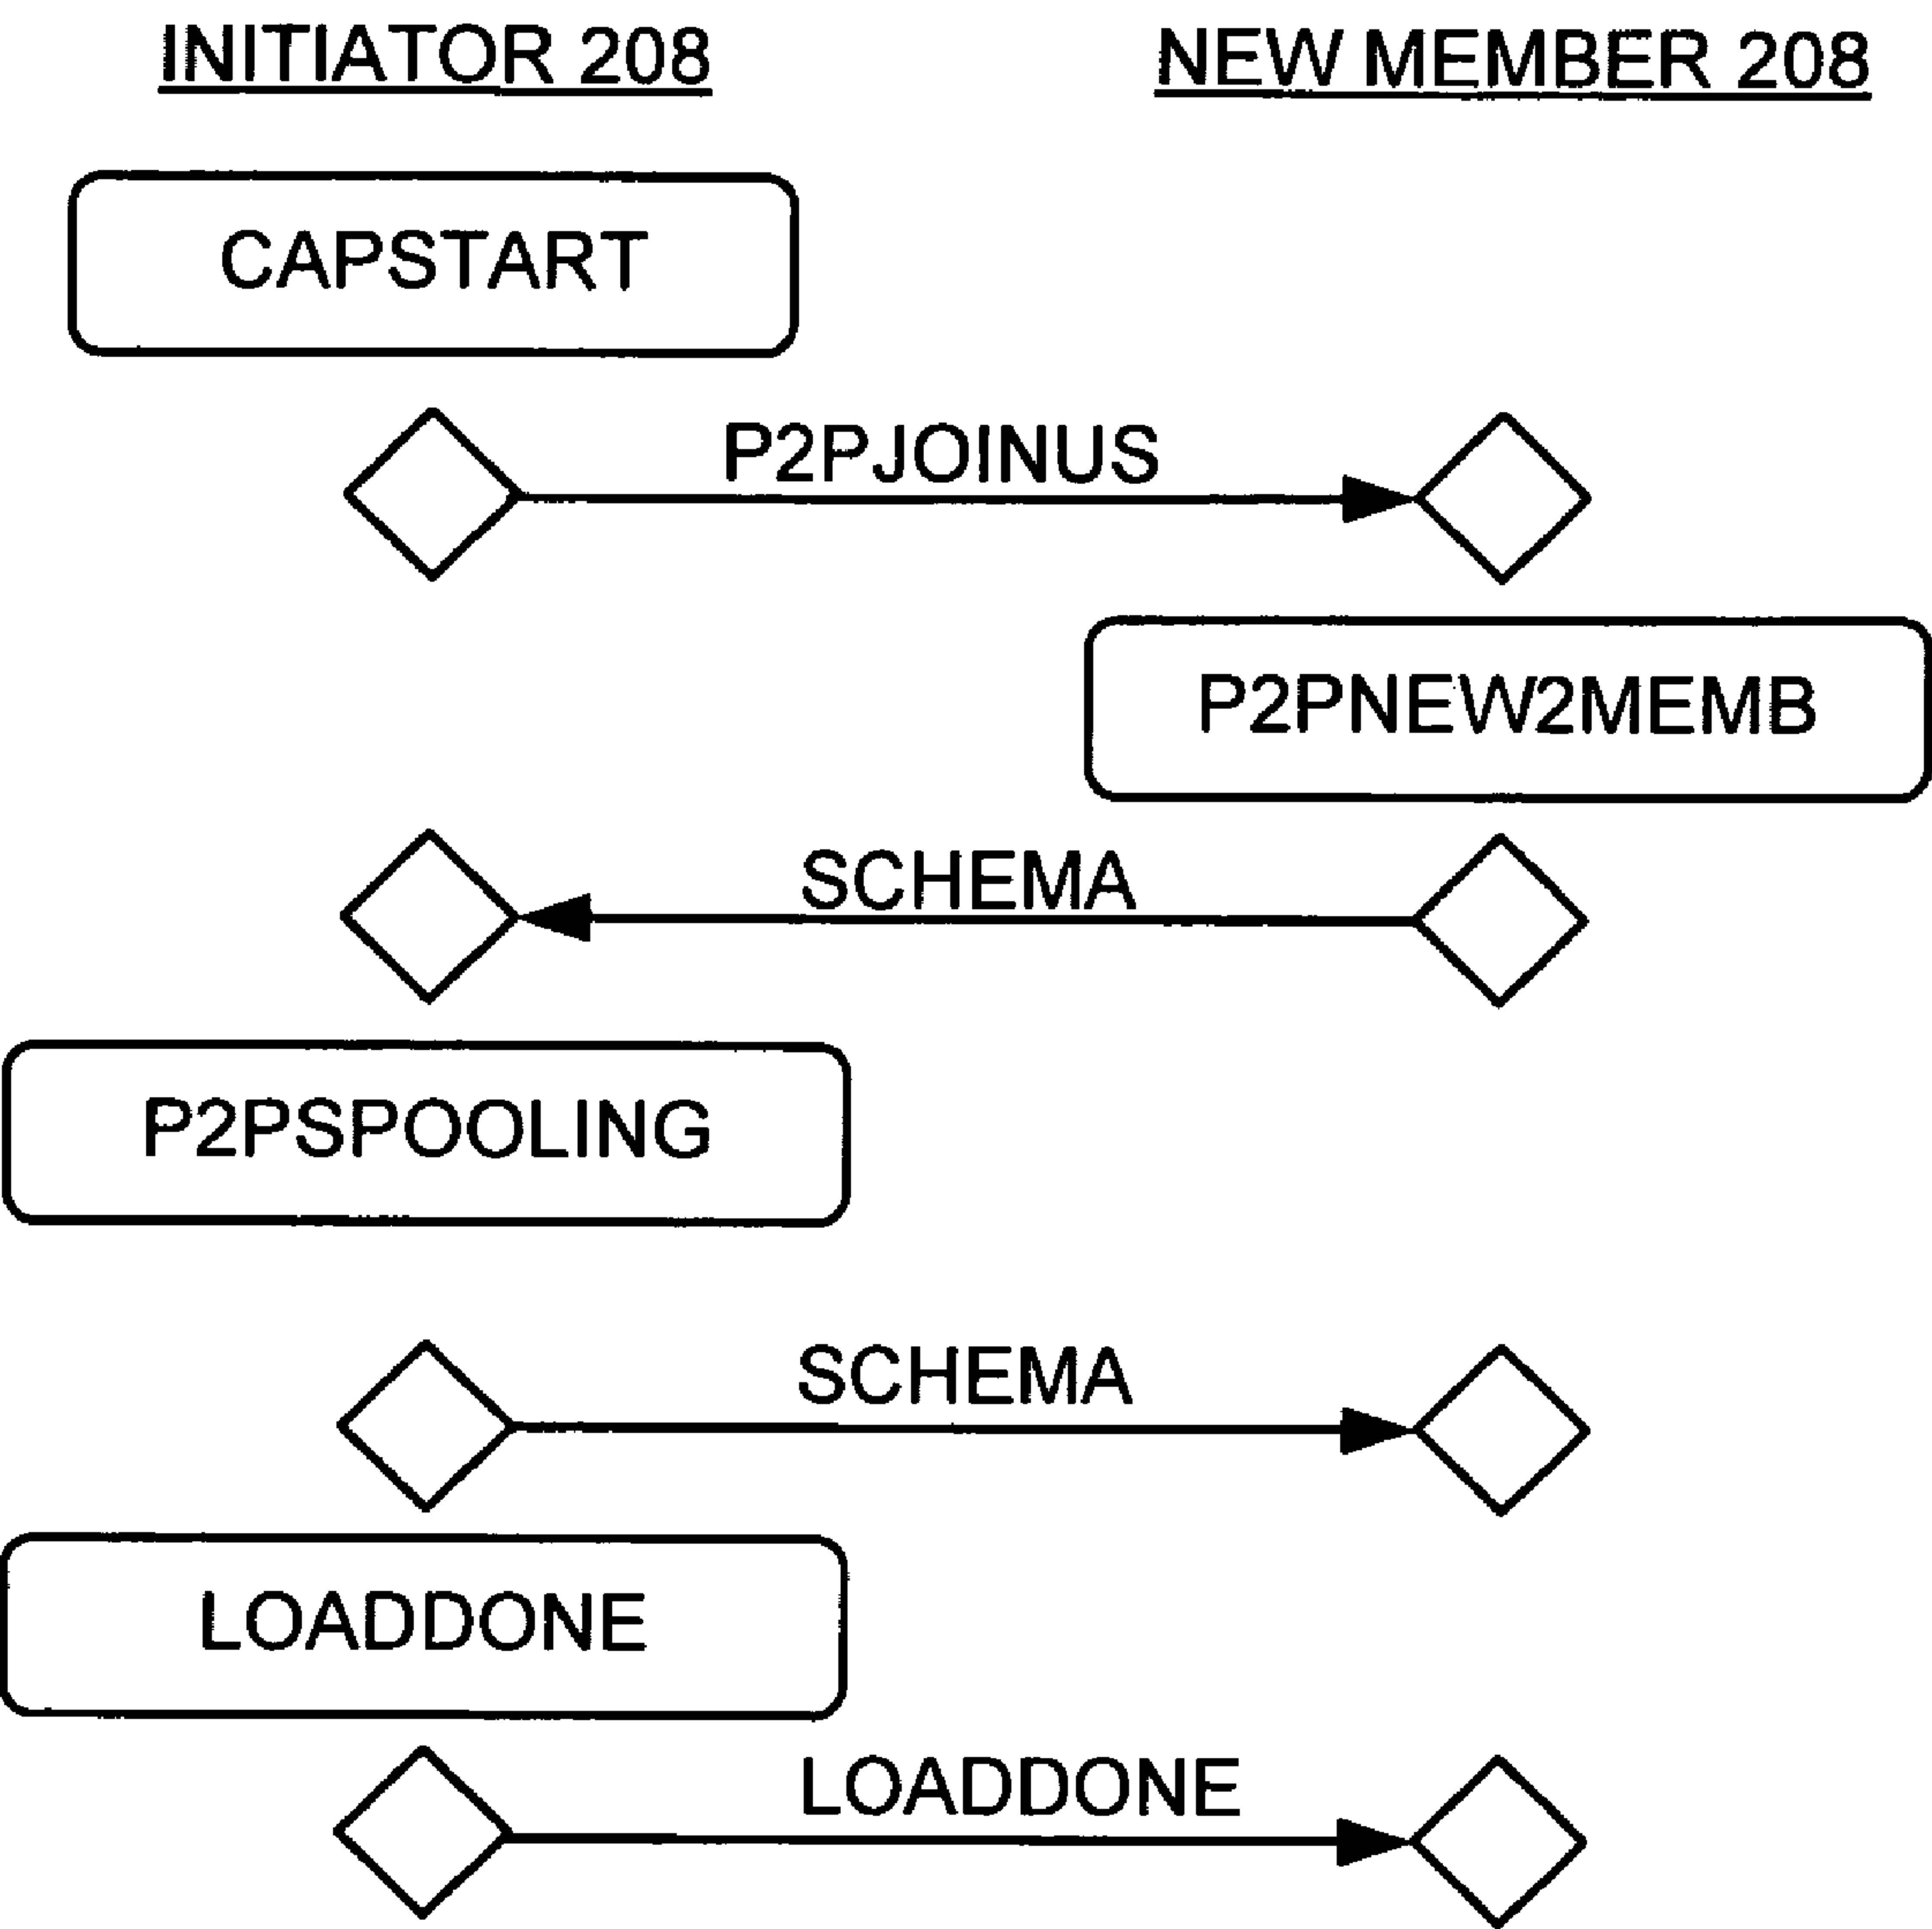 INITIATOR 208
NEW MEMBER 208
CAPSTART
P2PJOINUS
P2PNEW2MEMB
SCHEMA
P2PSPOOLING
SCHEMA
LOADDONE
LOADDONE